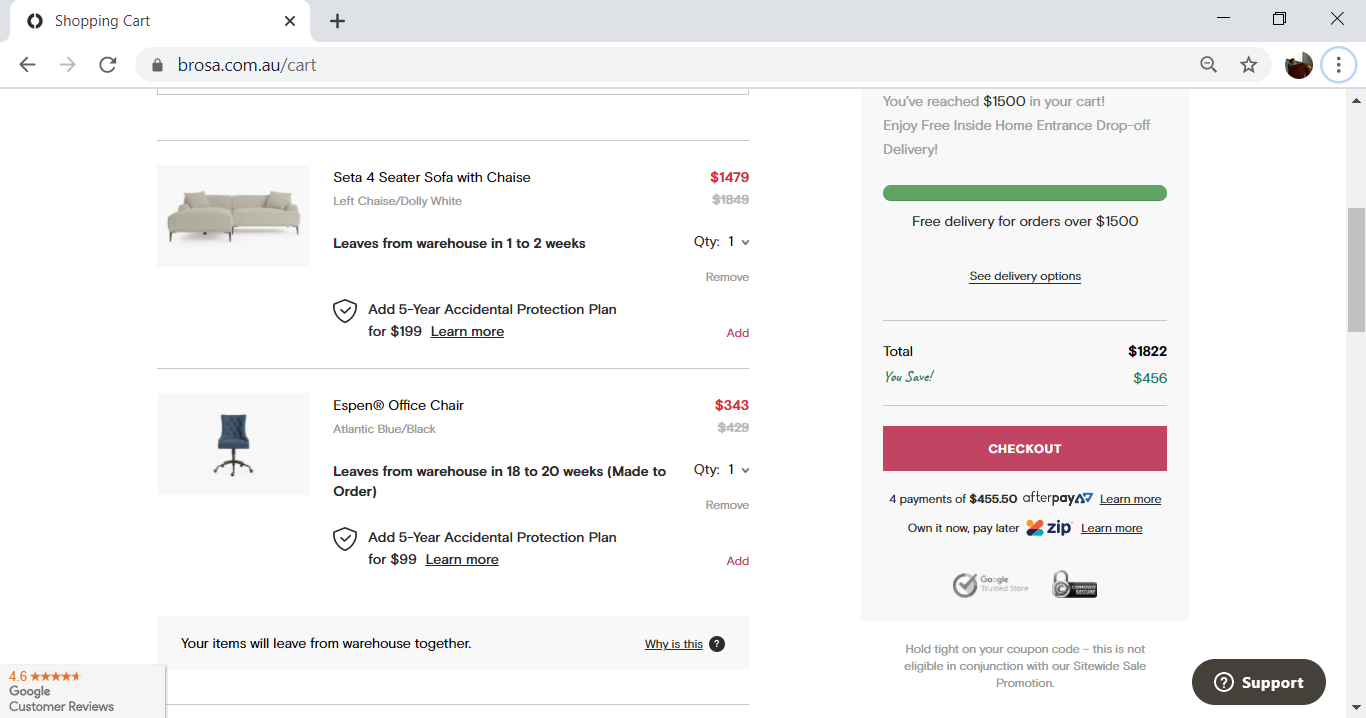 Shopping Cart
brosa.com.au/cart
You've reached $1500 in your cart!
Enjoy Free Inside Home Entrance Drop-off
Delivery!
Free delivery for orders over $1500
See delivery options
Total $1822
You Save! $456
CHECKOUT
4 payments of $455.50 afterpay Learn more
Own it now, pay later zip Learn more
Google
Trusted Store
COMODO
SECURE
Hold tight on your coupon code – this is not
eligible in conjunction with our Sitewide Sale
Promotion.
Seta 4 Seater Sofa with Chaise $1479
Left Chaise/Dolly White $1849
Leaves from warehouse in 1 to 2 weeks Qty: 1
Remove
Add 5-Year Accidental Protection Plan
for $199 Learn more Add
Espen® Office Chair $343
Atlantic Blue/Black $429
Leaves from warehouse in 18 to 20 weeks (Made to Qty: 1
Order)
Remove
Add 5-Year Accidental Protection Plan
for $99 Learn more Add
Your items will leave from warehouse together. Why is this ?
4.6
Google
Customer Reviews
? Support